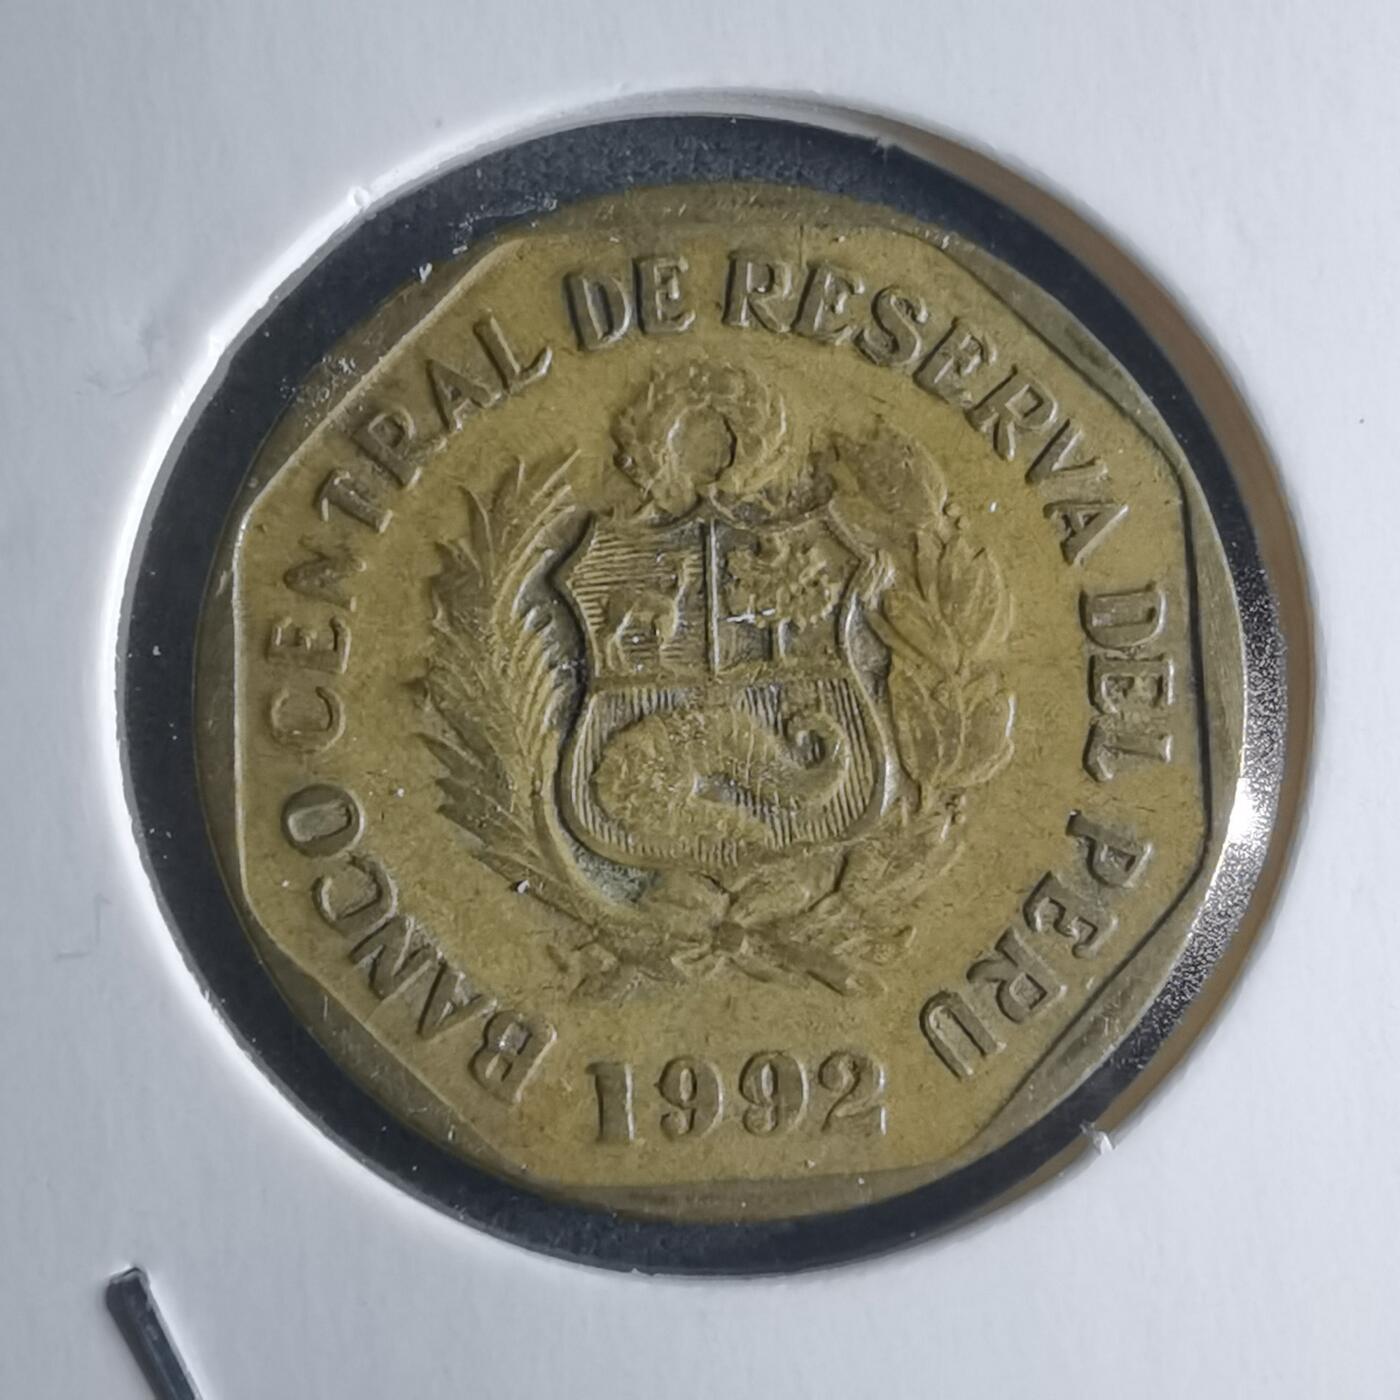 BANCO CENTRAL DE RESERVA DEL PERU
1992